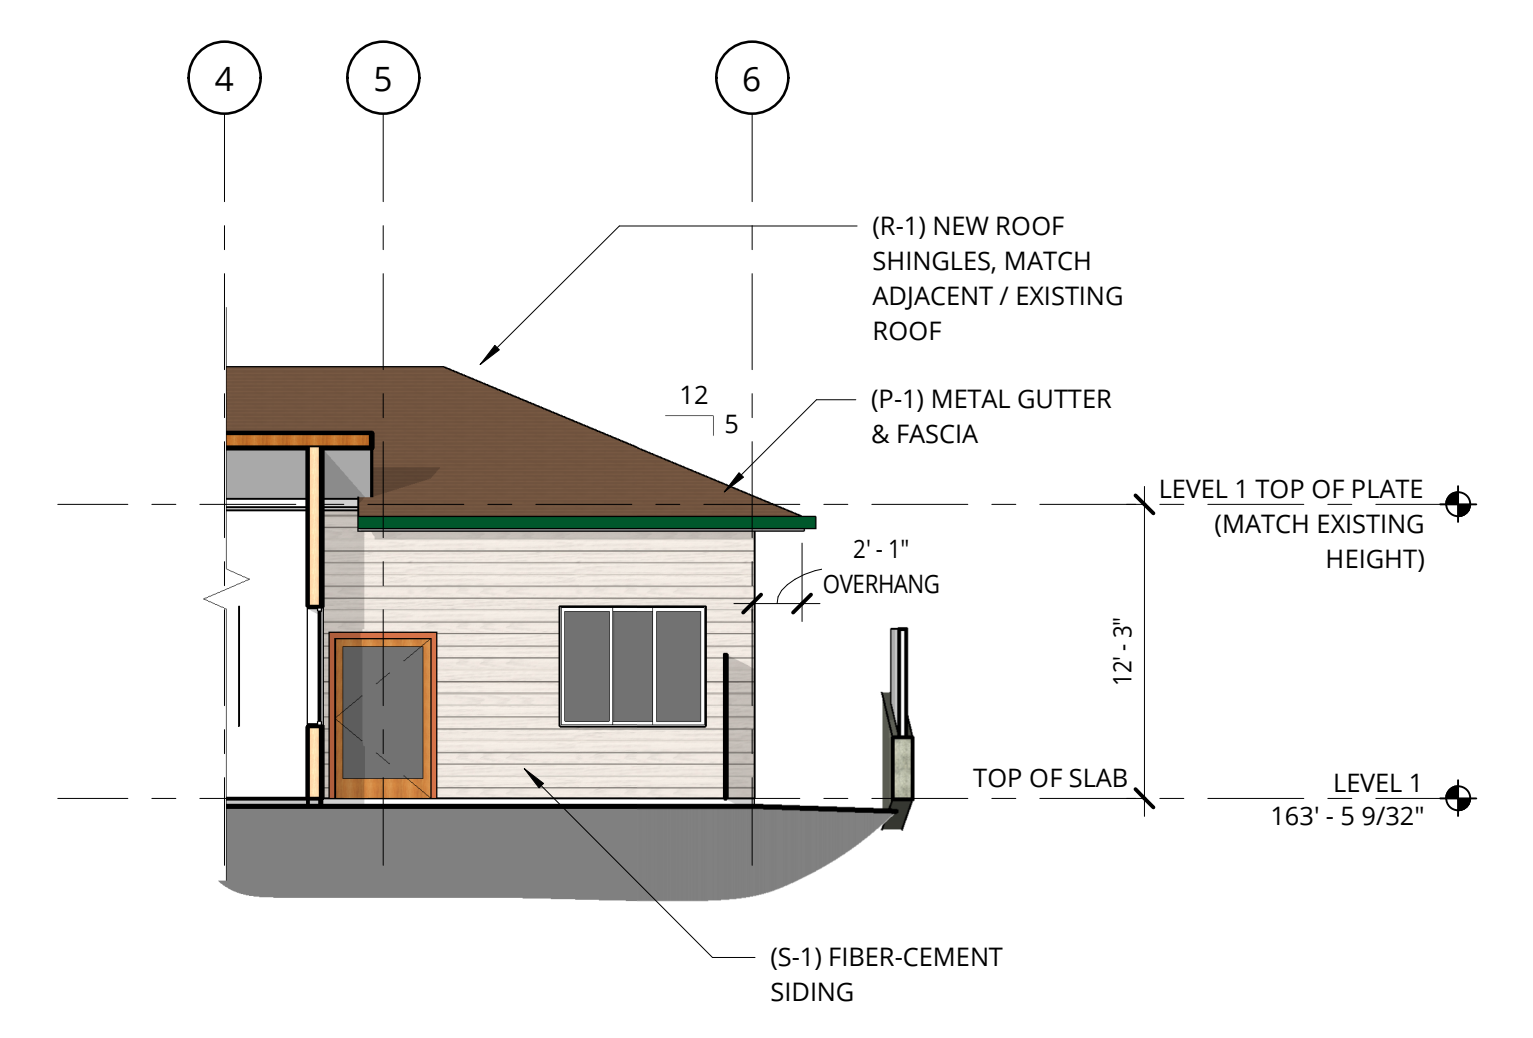 4
5
6
(R-1) NEW ROOF
SHINGLES, MATCH
ADJACENT / EXISTING
ROOF
12
5
(P-1) METAL GUTTER
& FASCIA
LEVEL 1 TOP OF PLATE
(MATCH EXISTING
HEIGHT)
2' - 1"
OVERHANG
12' - 3"
TOP OF SLAB
LEVEL 1
163' - 5 9/32"
(S-1) FIBER-CEMENT
SIDING